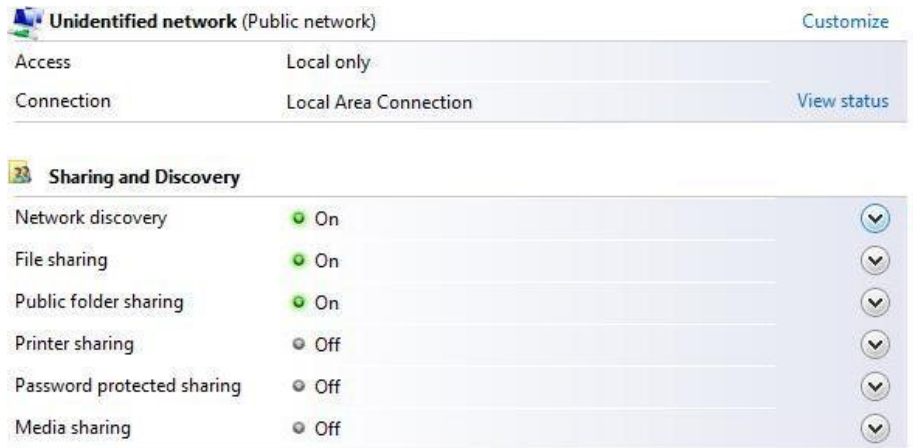 Unidentified network (Public network) Customize
Access Local only
Connection Local Area Connection View status
Sharing and Discovery
Network discovery On
File sharing On
Public folder sharing On
Printer sharing Off
Password protected sharing Off
Media sharing Off